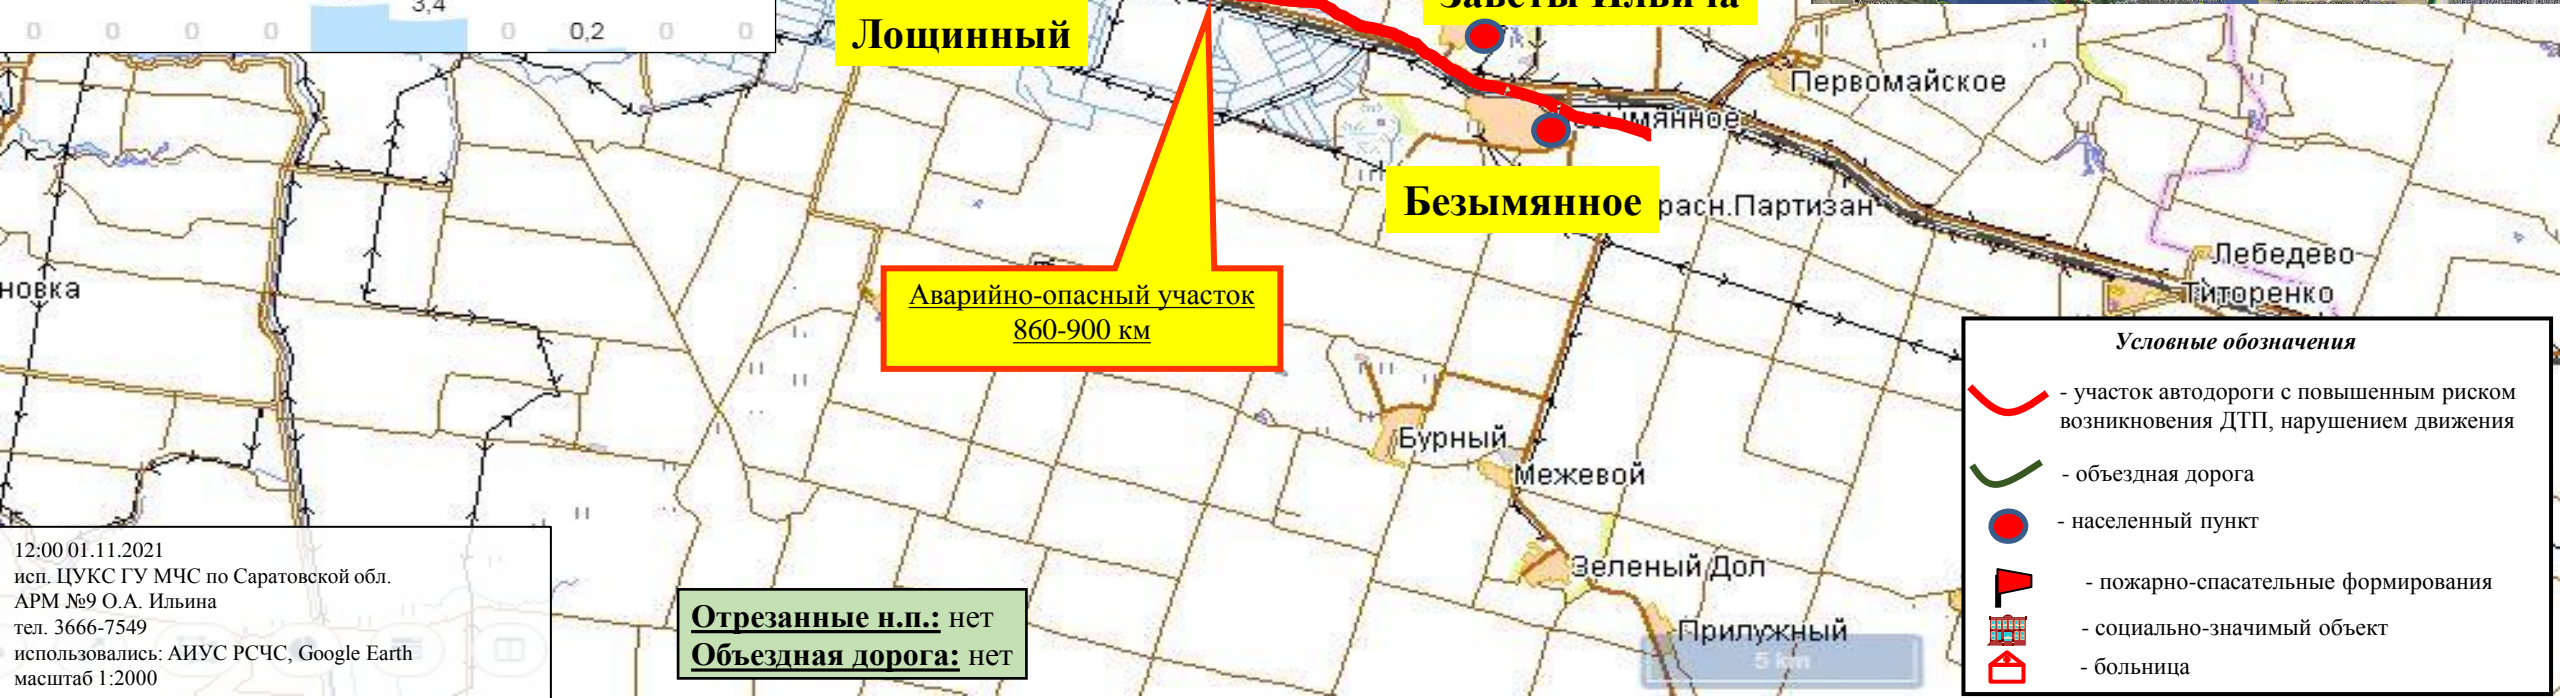 3,4
0 0 0 0 0 0,2 0 0
Заветы Ильича
Лощинный
Первомайское
Безымянное
расн.Партизан
Лебедево
Титоренко
новка
Аварийно-опасный участок
860-900 км
Бурный
Межевой
Зеленый Дол
Прилужный
5 km
Условные обозначения
- участок автодороги с повышенным риском
возникновения ДТП, нарушением движения
- объездная дорога
- населенный пункт
- пожарно-спасательные формирования
- социально-значимый объект
- больница
12:00 01.11.2021
исп. ЦУКС ГУ МЧС по Саратовской обл.
АРМ №9 О.А. Ильина
тел. 3666-7549
использовались: АИУС РСЧС, Google Earth
масштаб 1:2000
Отрезанные н.п.: нет
Объездная дорога: нет